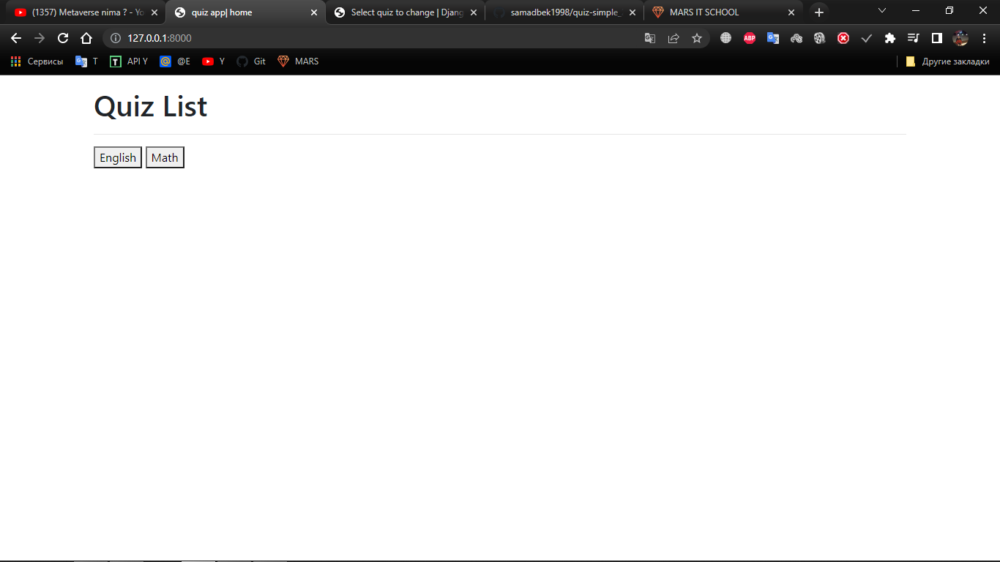 (1357) Metaverse nima ? - Yo
quiz app| home
Select quiz to change | Djang
samadbek1998/quiz-simple_
MARS IT SCHOOL
127.0.0.1:8000
ABP
Сервисы T API Y @E Y Git MARS
Другие закладки
Quiz List
English Math